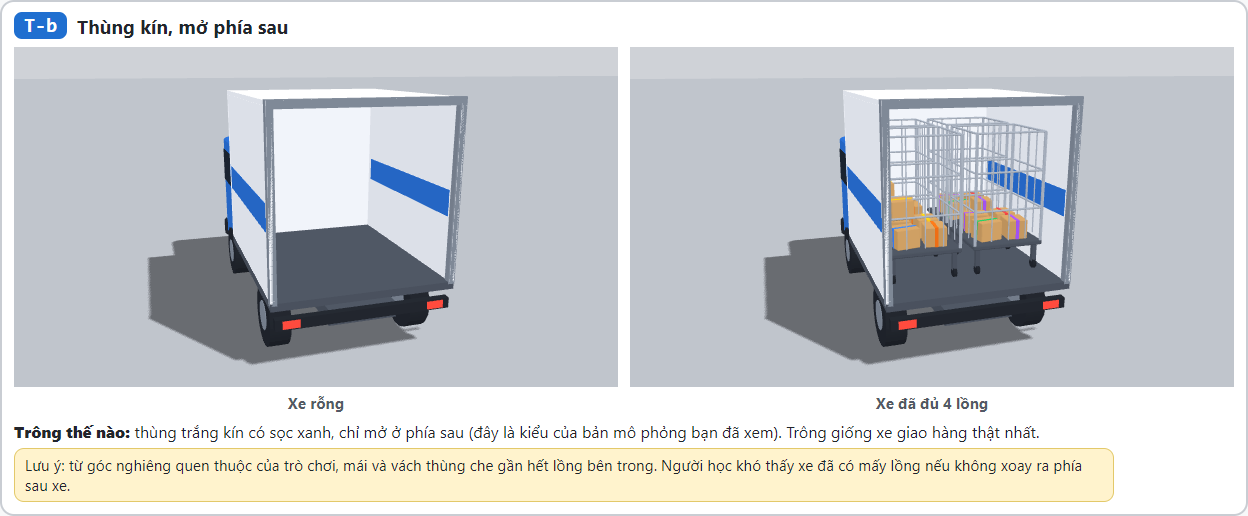 T-b Thùng kín, mở phía sau
Xe rỗng
Xe đã đủ 4 lồng
Trông thế nào: thùng trắng kín có sọc xanh, chỉ mở ở phía sau (đây là kiểu của bản mô phỏng bạn đã xem). Trông giống xe giao hàng thật nhất.
Lưu ý: từ góc nghiêng quen thuộc của trò chơi, mái và vách thùng che gần hết lồng bên trong. Người học khó thấy xe đã có mấy lồng nếu không xoay ra phía
sau xe.